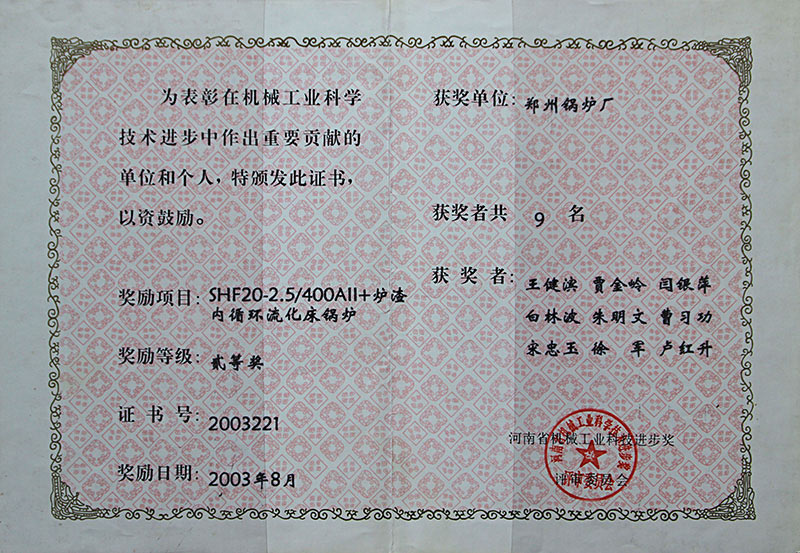 为表彰在机械工业科学
技术进步中作出重要贡献的
单位和个人，特颁发此证书，
以资鼓励。
奖励项目：SHF20-2.5/400AII+炉渣
内循环流化床锅炉
奖励等级：贰等奖
证书号：2003221
奖励日期：2003年8月
获奖单位：郑州锅炉厂
获奖者共 9 名
获奖者：王健滨 贾金岭 闫银萍
白林波 朱明文 曹习功
宋忠玉 徐 军 卢红升
河南省机械工业科技进步奖
评审委员会